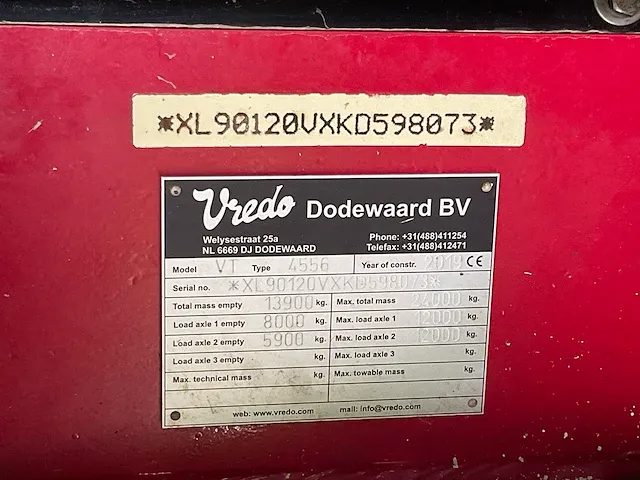 *XL90120VXKD598073*
Vredo Dodewaard BV
Welysestraat 25a
NL 6669 DJ DODEWAARD
Phone: +31(488)411254
Telefax: +31(488)412471
Model VT Type 4556 Year of constr. 2019 CE
Serial no. *XL90120VXKD598073*
Total mass empty 13900 kg. Max. total mass 24000 kg.
Load axle 1 empty 8000 kg. Max. load axle 1 12000 kg.
Load axle 2 empty 5900 kg. Max. load axle 2 12000 kg.
Load axle 3 empty kg. Max. load axle 3 kg.
Max. technical mass kg. Max. towable mass kg.
web: www.vredo.com mail: info@vredo.com